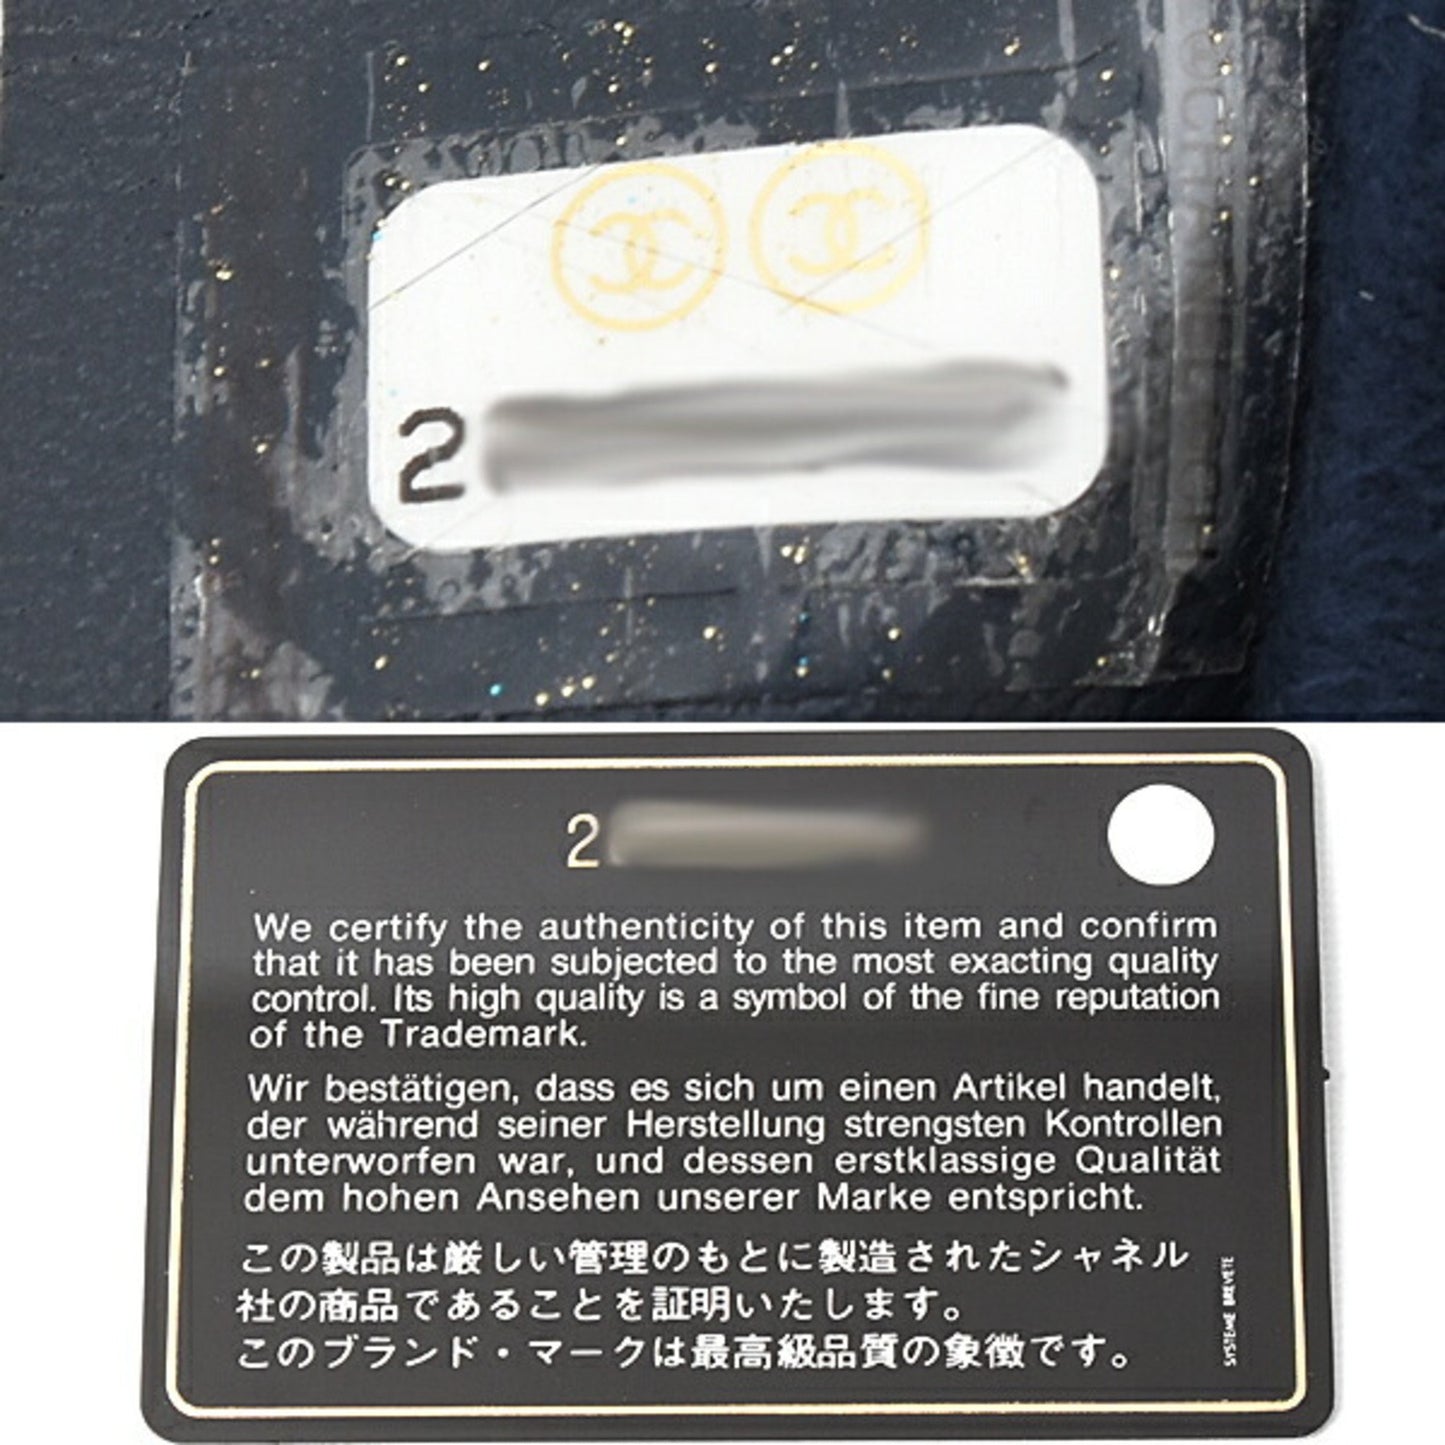 ©CHANEL
2
2
We certify the authenticity of this item and confirm
that it has been subjected to the most exacting quality
control. Its high quality is a symbol of the fine reputation
of the Trademark.
Wir bestätigen, dass es sich um einen Artikel handelt,
der während seiner Herstellung strengsten Kontrollen
unterworfen war, und dessen erstklassige Qualität
dem hohen Ansehen unserer Marke entspricht.
この製品は厳しい管理のもとに製造されたシャネル
社の商品であることを証明いたします。
このブランド・マークは最高級品質の象徴です。
SYSTEME BREVETE